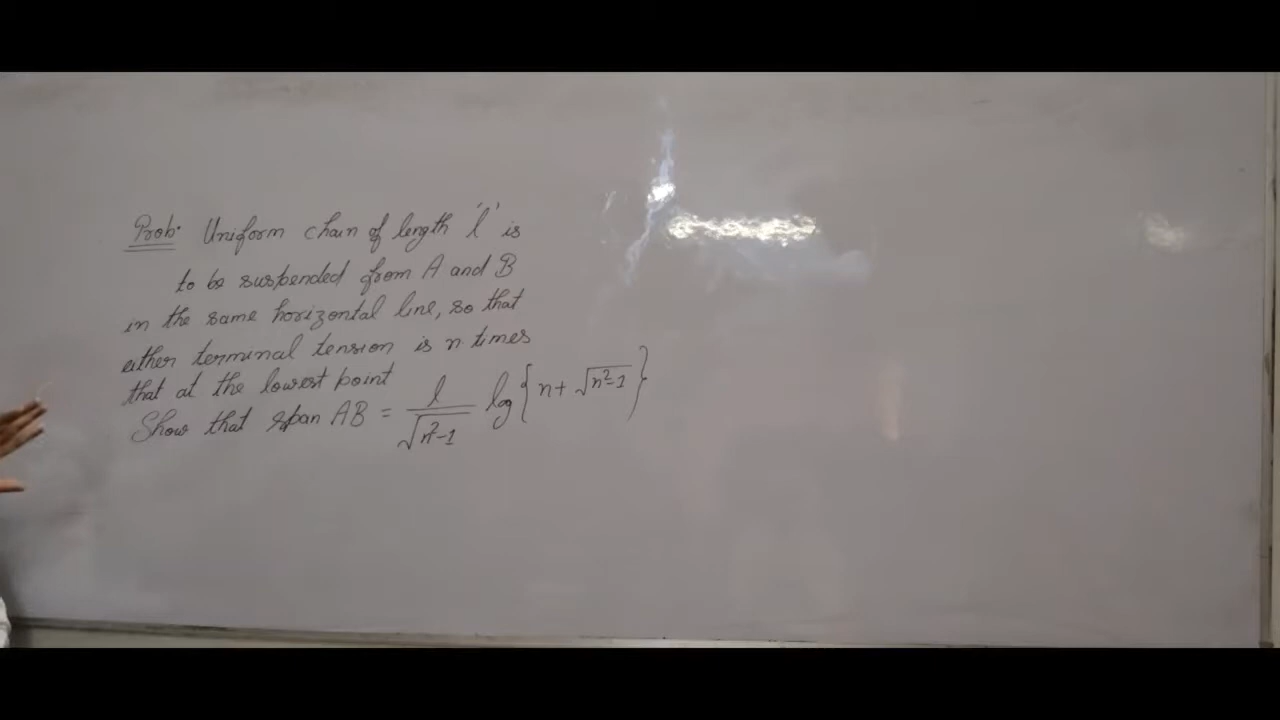 Prob. Uniform chain of length 'l' is
to be suspended from A and B
in the same horizontal line, so that
either terminal tension is n times
that at the lowest point
Show that span AB = l/√(n²-1) log {n + √(n²-1)}